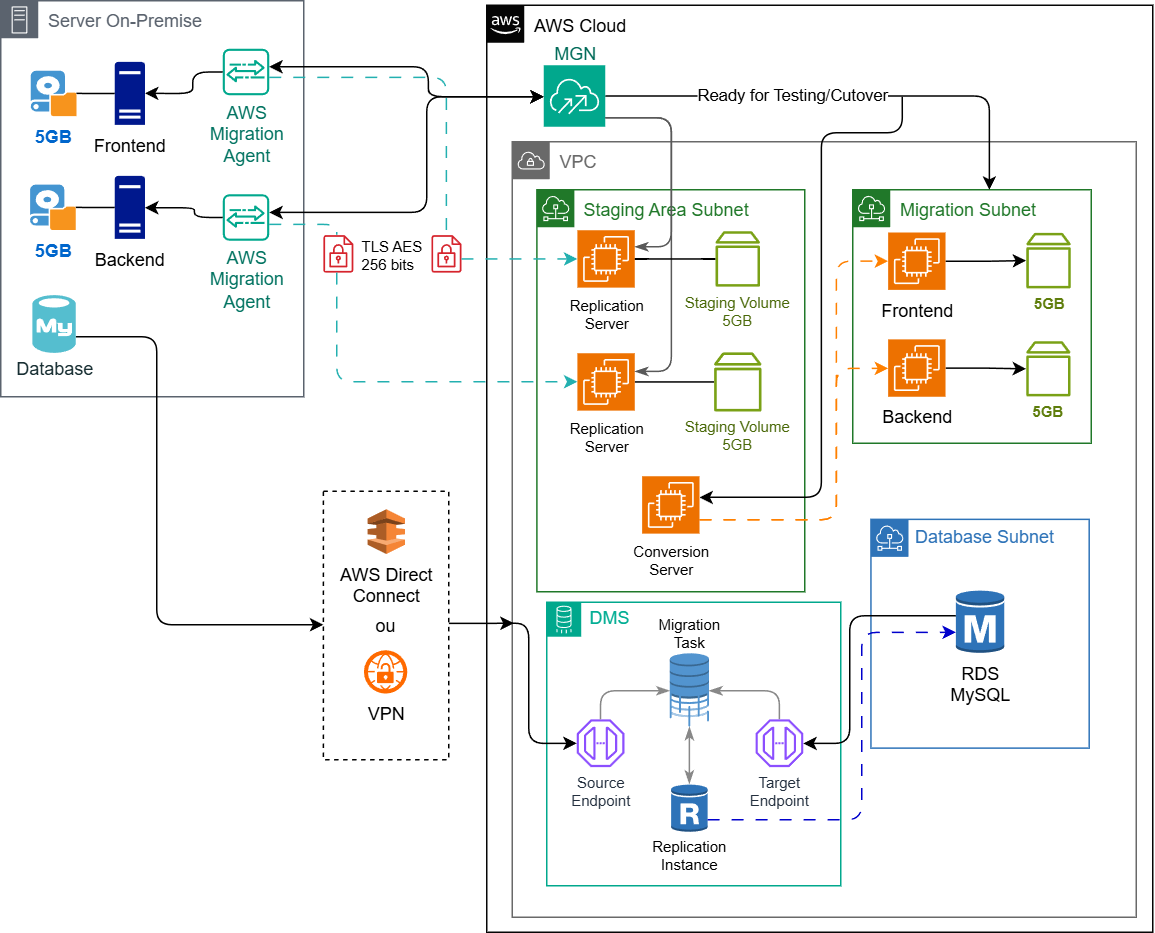 Server On-Premise
5GB
Frontend
AWS
Migration
Agent
5GB
Backend
AWS
Migration
Agent
My
Database
TLS AES
256 bits
AWS Direct
Connect
ou
VPN
aws
AWS Cloud
MGN
Ready for Testing/Cutover
VPC
Staging Area Subnet
Replication
Server
Staging Volume
5GB
Replication
Server
Staging Volume
5GB
Conversion
Server
Migration Subnet
Frontend
5GB
Backend
5GB
DMS
Migration
Task
Source
Endpoint
Target
Endpoint
R
Replication
Instance
Database Subnet
M
RDS
MySQL